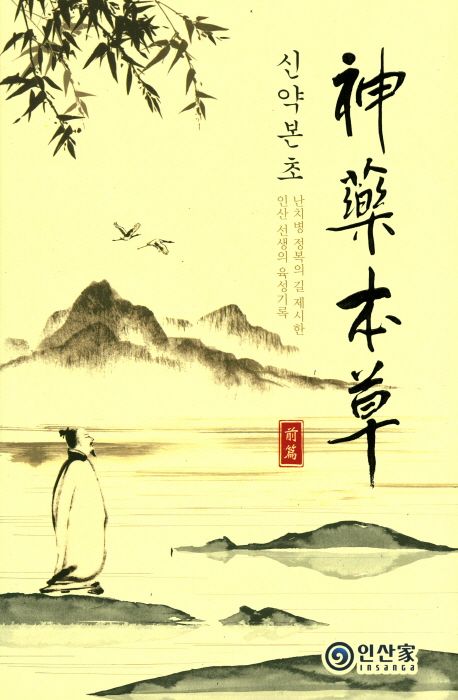 神藥本草
신약본초
난치병 정복의 길 제시한
인산 선생의 육성기록
前篇
인산家
INSANGA